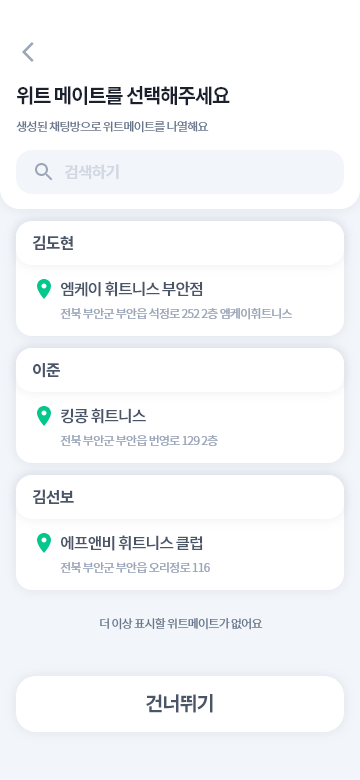 위트 메이트를 선택해주세요
생성된 채팅방으로 위트메이트를 나열해요
검색하기
김도현
엠케이 휘트니스 부안점
전북 부안군 부안읍 석정로 252 2층 엠케이휘트니스
이준
킹콩 휘트니스
전북 부안군 부안읍 번영로 129 2층
김선보
에프앤비 휘트니스 클럽
전북 부안군 부안읍 오리정로 116
더 이상 표시할 위트메이트가 없어요
건너뛰기